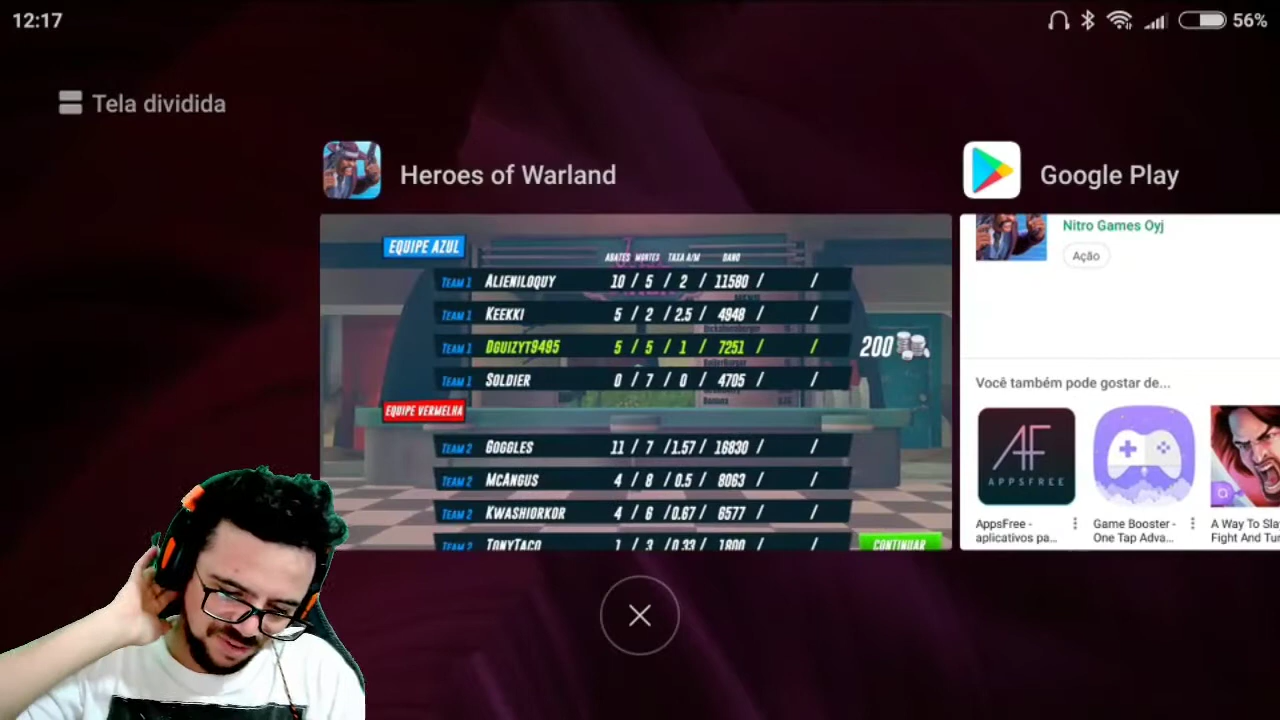 12:17
56%
Tela dividida
Heroes of Warland
Google Play
EQUIPE AZUL
ABATES MORTES TAXA A/M DANO
TEAM 1 ALIENILOQUY 10 / 5 / 2 / 11580 / /
TEAM 1 KEEKKI 5 / 2 / 2.5 / 4948 / /
TEAM 1 DGUIZYT9495 5 / 5 / 1 / 7251 / /
200
TEAM 1 SOLDIER 0 / 7 / 0 / 4705 / /
EQUIPE VERMELHA
TEAM 2 GOGGLES 11 / 7 / 1.57 / 16830 / /
TEAM 2 MCANGUS 4 / 8 / 0.5 / 8063 / /
TEAM 2 KWASHIORKOR 4 / 6 / 0.67 / 6577 / /
TEAM 2 TONYTACO 1 / 3 / 0.33 / 1800 / /
CONTINUAR
Nitro Games Oyj
Ação
Você também pode gostar de...
AF
APPSFREE
AppsFree -
aplicativos pa...
Game Booster -
One Tap Adva...
A Way To Sla
Fight And Tur